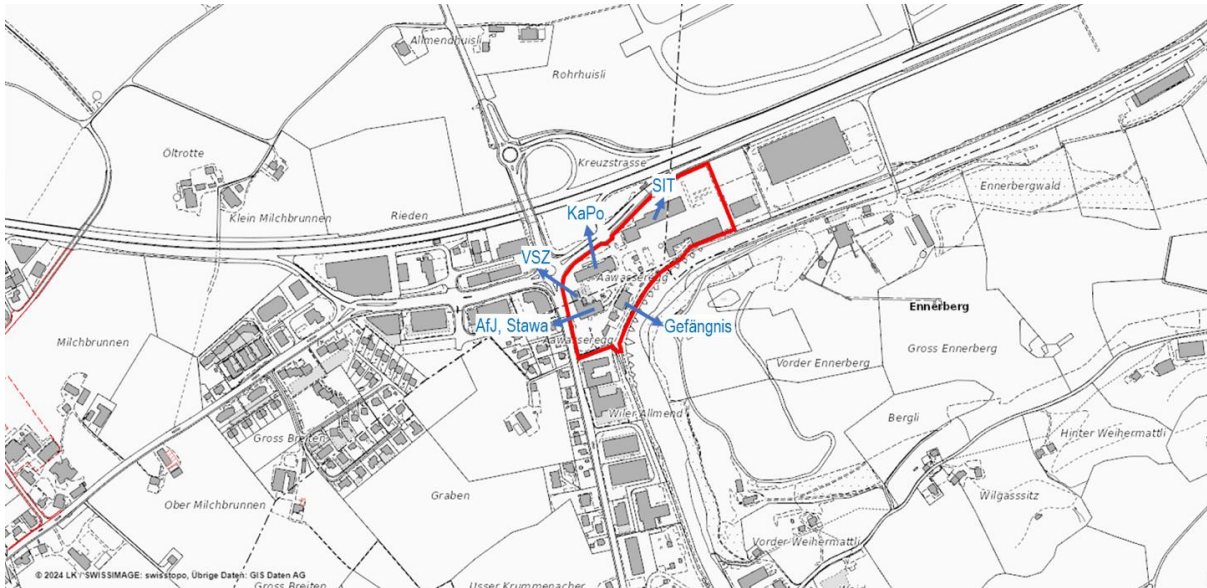 Allmendhuisli
Rohrhuisli
Öltrotte
Kreuzstrasse
Ennerbergwald
SIT
Klein Milchbrunnen
Rieden
KaPo
VSZ
Aawasseregg
Ennerberg
AfJ, Stawa
Gefängnis
Milchbrunnen
Aawasseregg
Gross Ennerberg
Vorder Ennerberg
Wiler Allmend
Bergli
Hinter Weihermattli
Gross Breiten
Graben
Wilgasssitz
Ober Milchbrunnen
Vorder Weihermattli
© 2024 LK / SWISSIMAGE: swisstopo, Übrige Daten: GIS Daten AG
Gross Breiten
Usser Krummenacher